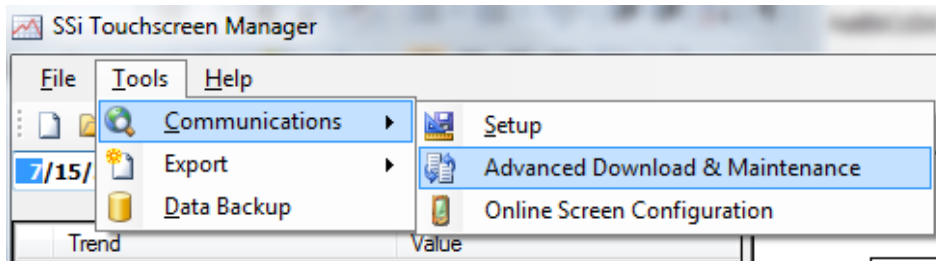 SSi Touchscreen Manager
File Tools Help
Communications Setup
7/15/ Export Advanced Download & Maintenance
Data Backup Online Screen Configuration
Trend Value